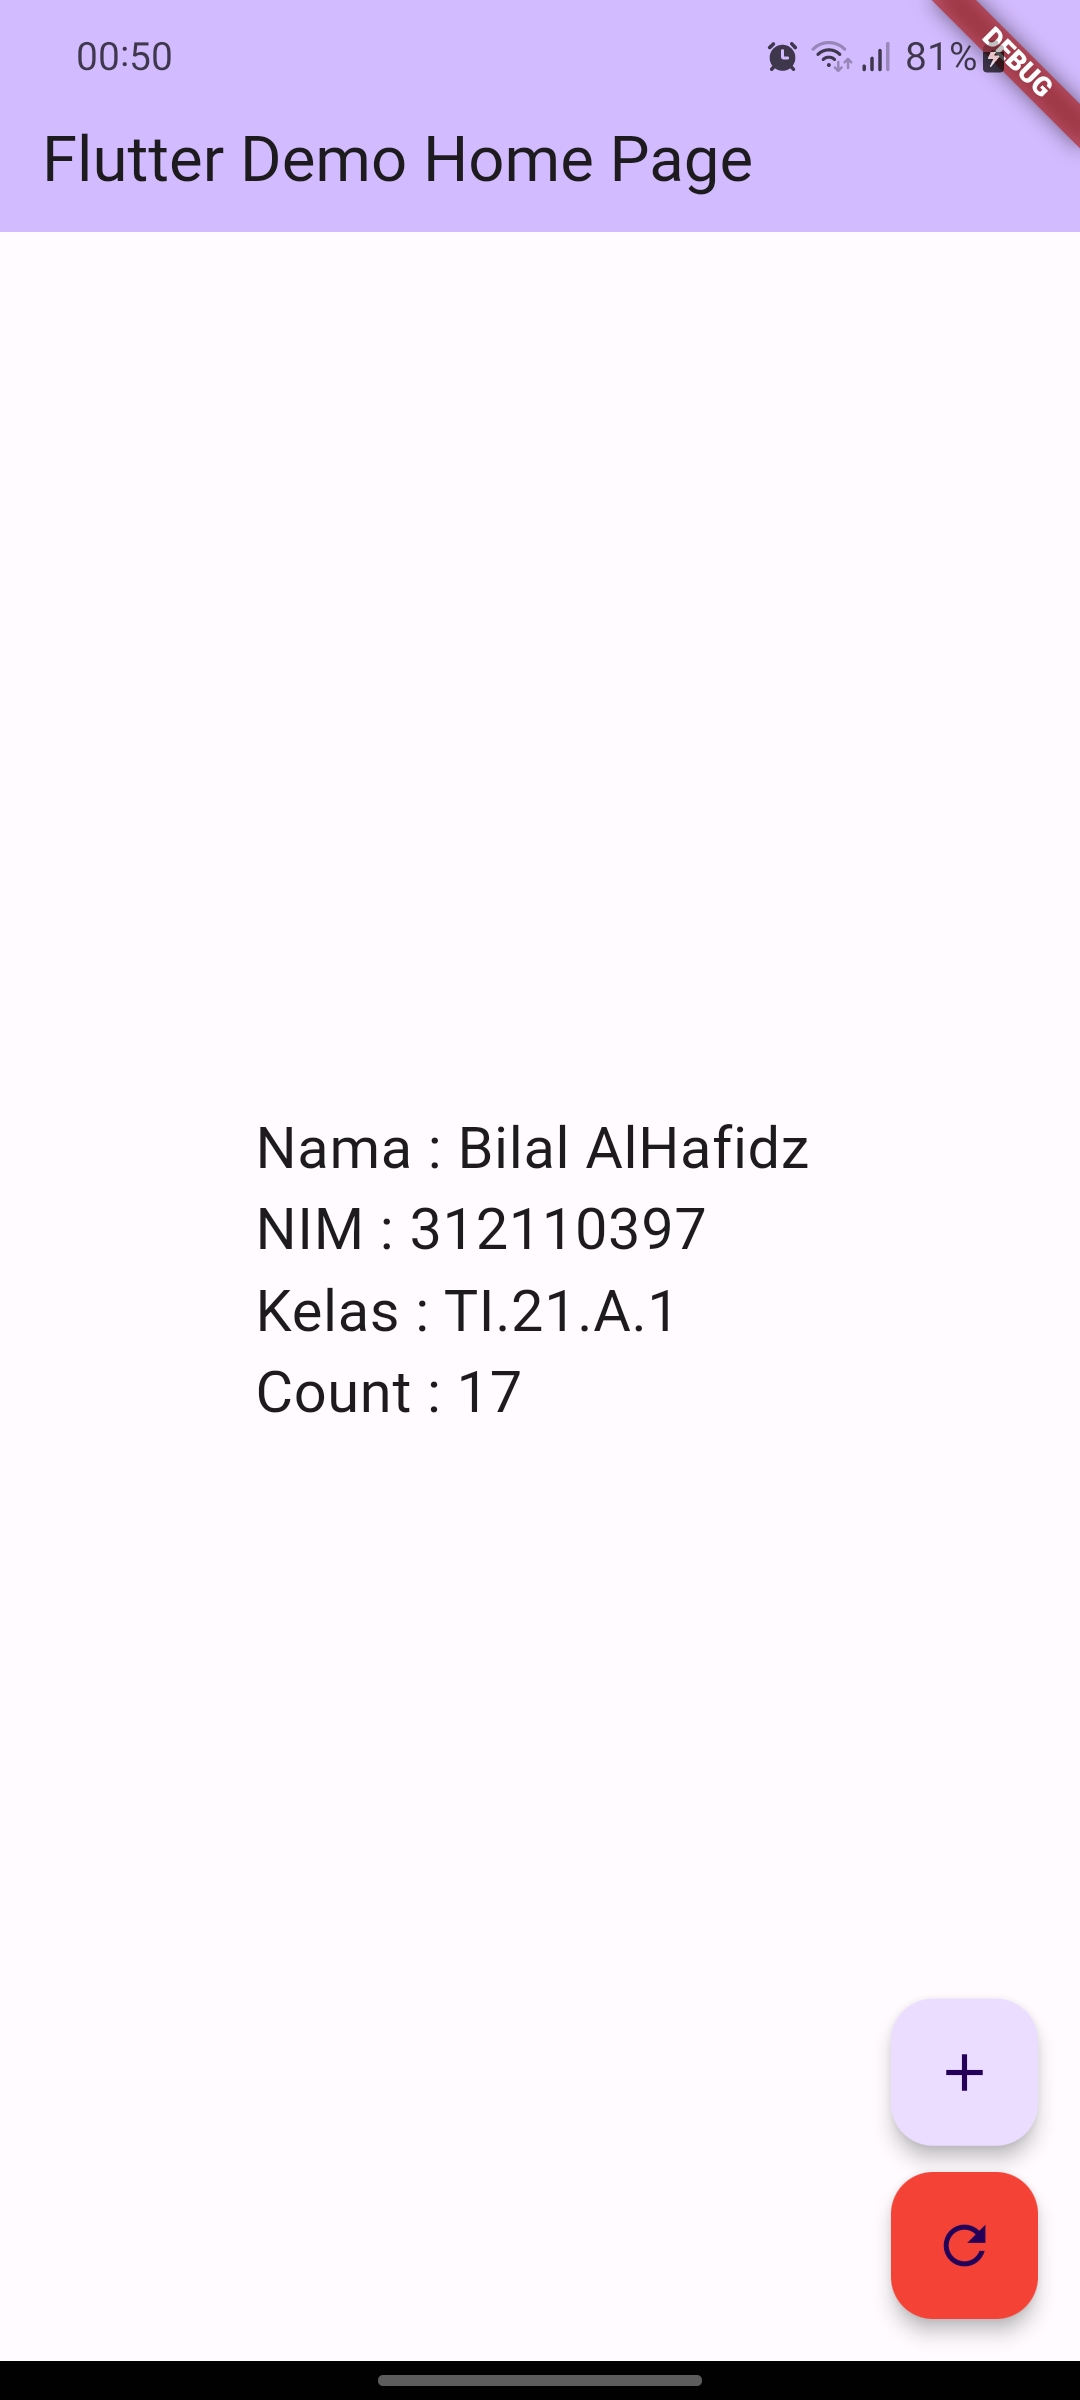 00:50 81%
DEBUG
Flutter Demo Home Page
Nama : Bilal AlHafidz
NIM : 312110397
Kelas : TI.21.A.1
Count : 17